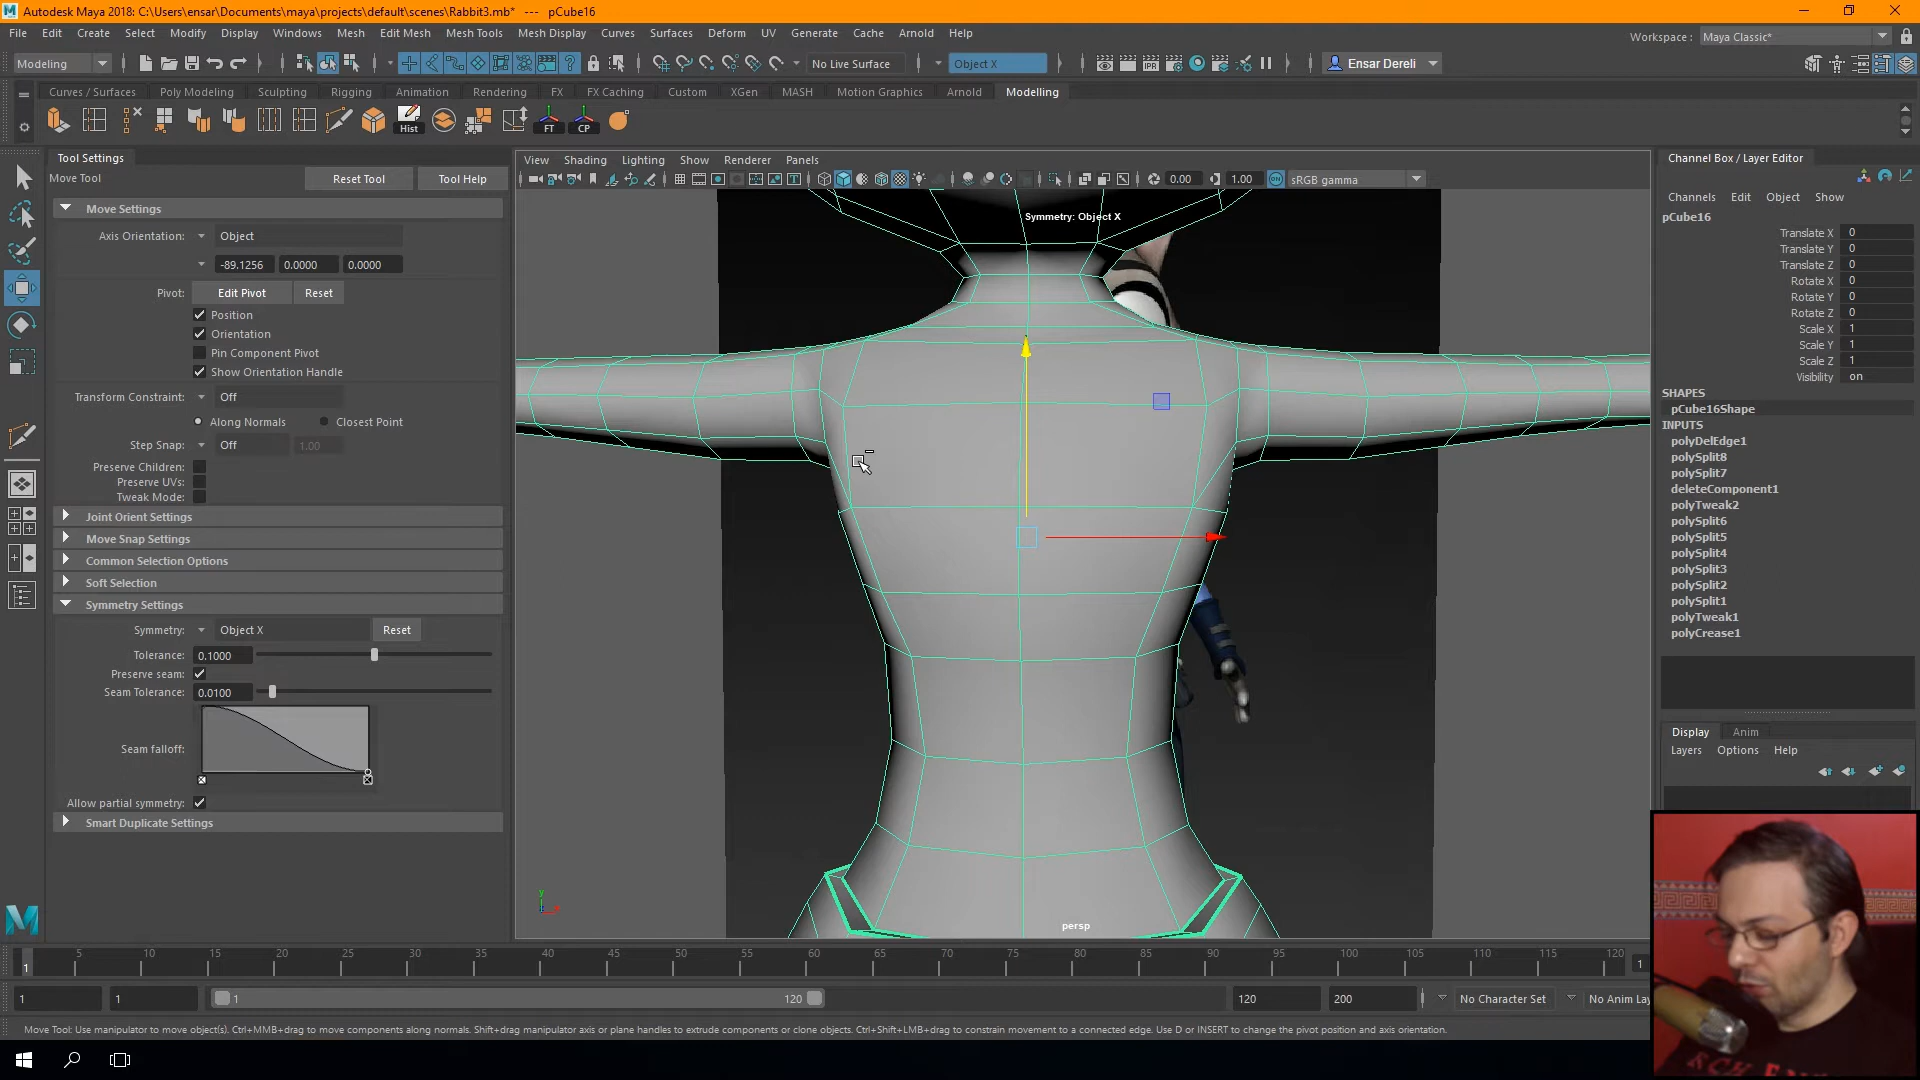 Autodesk Maya 2018: C:\Users\ensar\Documents\maya\projects\default\scenes\Rabbit3.mb* --- pCube16
File Edit Create Select Modify Display Windows Mesh Edit Mesh Mesh Tools Mesh Display Curves Surfaces Deform UV Generate Cache Arnold Help
Workspace : Maya Classic*
Modeling No Live Surface Object X Ensar Dereli
Curves / Surfaces Poly Modeling Sculpting Rigging Animation Rendering FX FX Caching Custom XGen MASH Motion Graphics Arnold Modelling
Hist FT CP
IPR
Tool Settings
Move Tool Reset Tool Tool Help
Move Settings
Axis Orientation: Object
-89.1256 0.0000 0.0000
Pivot: Edit Pivot Reset
Position
Orientation
Pin Component Pivot
Show Orientation Handle
Transform Constraint: Off
Along Normals Closest Point
Step Snap: Off 1.00
Preserve Children:
Preserve UVs:
Tweak Mode:
Joint Orient Settings
Move Snap Settings
Common Selection Options
Soft Selection
Symmetry Settings
Symmetry: Object X Reset
Tolerance: 0.1000
Preserve seam:
Seam Tolerance: 0.0100
Seam falloff:
Allow partial symmetry:
Smart Duplicate Settings
View Shading Lighting Show Renderer Panels
0.00 1.00 sRGB gamma
Symmetry: Object X
y
persp
Channel Box / Layer Editor
Channels Edit Object Show
pCube16
Translate X 0
Translate Y 0
Translate Z 0
Rotate X 0
Rotate Y 0
Rotate Z 0
Scale X 1
Scale Y 1
Scale Z 1
Visibility on
SHAPES
pCube16Shape
INPUTS
polyDelEdge1
polySplit8
polySplit7
deleteComponent1
polyTweak2
polySplit6
polySplit5
polySplit4
polySplit3
polySplit2
polySplit1
polyTweak1
polyCrease1
Display Anim
Layers Options Help
1 5 10 15 20 25 30 35 40 45 50 55 60 65 70 75 80 85 90 95 100 105 110 115 120 1
1 1 1 120 120 200 No Character Set No Anim Lay
Move Tool: Use manipulator to move object(s). Ctrl+MMB+drag to move components along normals. Shift+drag manipulator axis or plane handles to extrude components or clone objects. Ctrl+Shift+LMB+drag to constrain movement to a connected edge. Use D or INSERT to change the pivot position and axis orientation.